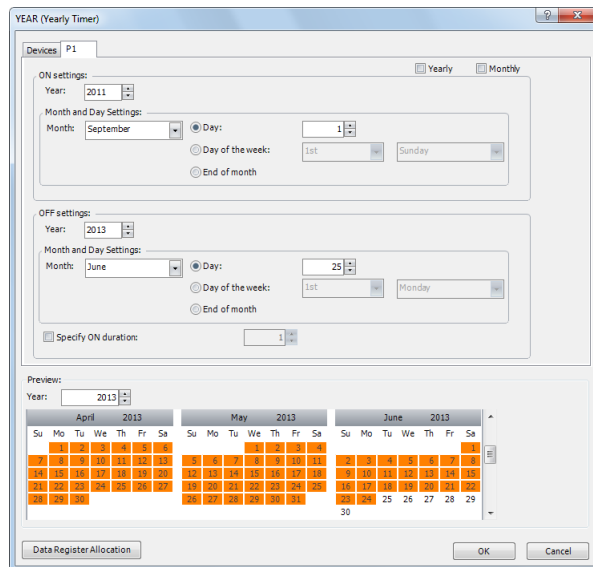 YEAR (Yearly Timer)
Devices P1
Yearly Monthly
ON settings:
Year: 2011
Month and Day Settings:
Month: September Day: 1
Day of the week: 1st Sunday
End of month
OFF settings:
Year: 2013
Month and Day Settings:
Month: June Day: 25
Day of the week: 1st Monday
End of month
Specify ON duration: 1
Preview:
Year: 2013
April 2013 May 2013 June 2013
Su Mo Tu We Th Fr Sa Su Mo Tu We Th Fr Sa Su Mo Tu We Th Fr Sa
1 2 3 4 5 6 1 2 3 4 1
7 8 9 10 11 12 13 5 6 7 8 9 10 11 2 3 4 5 6 7 8
14 15 16 17 18 19 20 12 13 14 15 16 17 18 9 10 11 12 13 14 15
21 22 23 24 25 26 27 19 20 21 22 23 24 25 16 17 18 19 20 21 22
28 29 30 26 27 28 29 30 31 23 24 25 26 27 28 29
30
Data Register Allocation OK Cancel